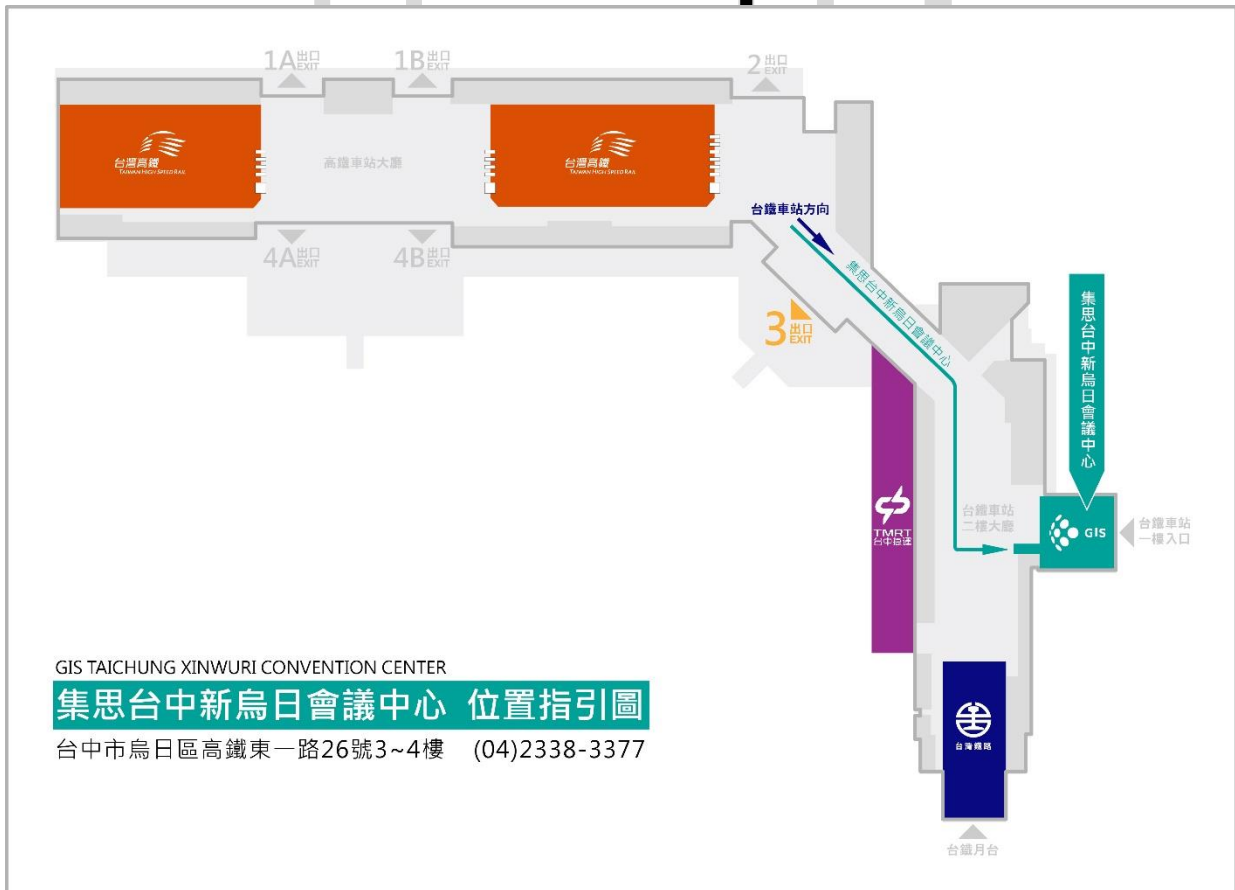 1A出口
EXIT
1B出口
EXIT
2出口
EXIT
台灣高鐵
TAIWAN HIGH SPEED RAIL
高鐵車站大廳
台灣高鐵
TAIWAN HIGH SPEED RAIL
台鐵車站方向
4A出口
EXIT
4B出口
EXIT
3出口
EXIT
集思台中新烏日會議中心
集思台中新烏日會議中心
TMRT
台中捷運
台鐵車站
二樓大廳
GIS
台鐵車站
一樓入口
GIS TAICHUNG XINWURI CONVENTION CENTER
集思台中新烏日會議中心 位置指引圖
台中市烏日區高鐵東一路26號3~4樓 (04)2338-3377
台灣鐵路
台鐵月台